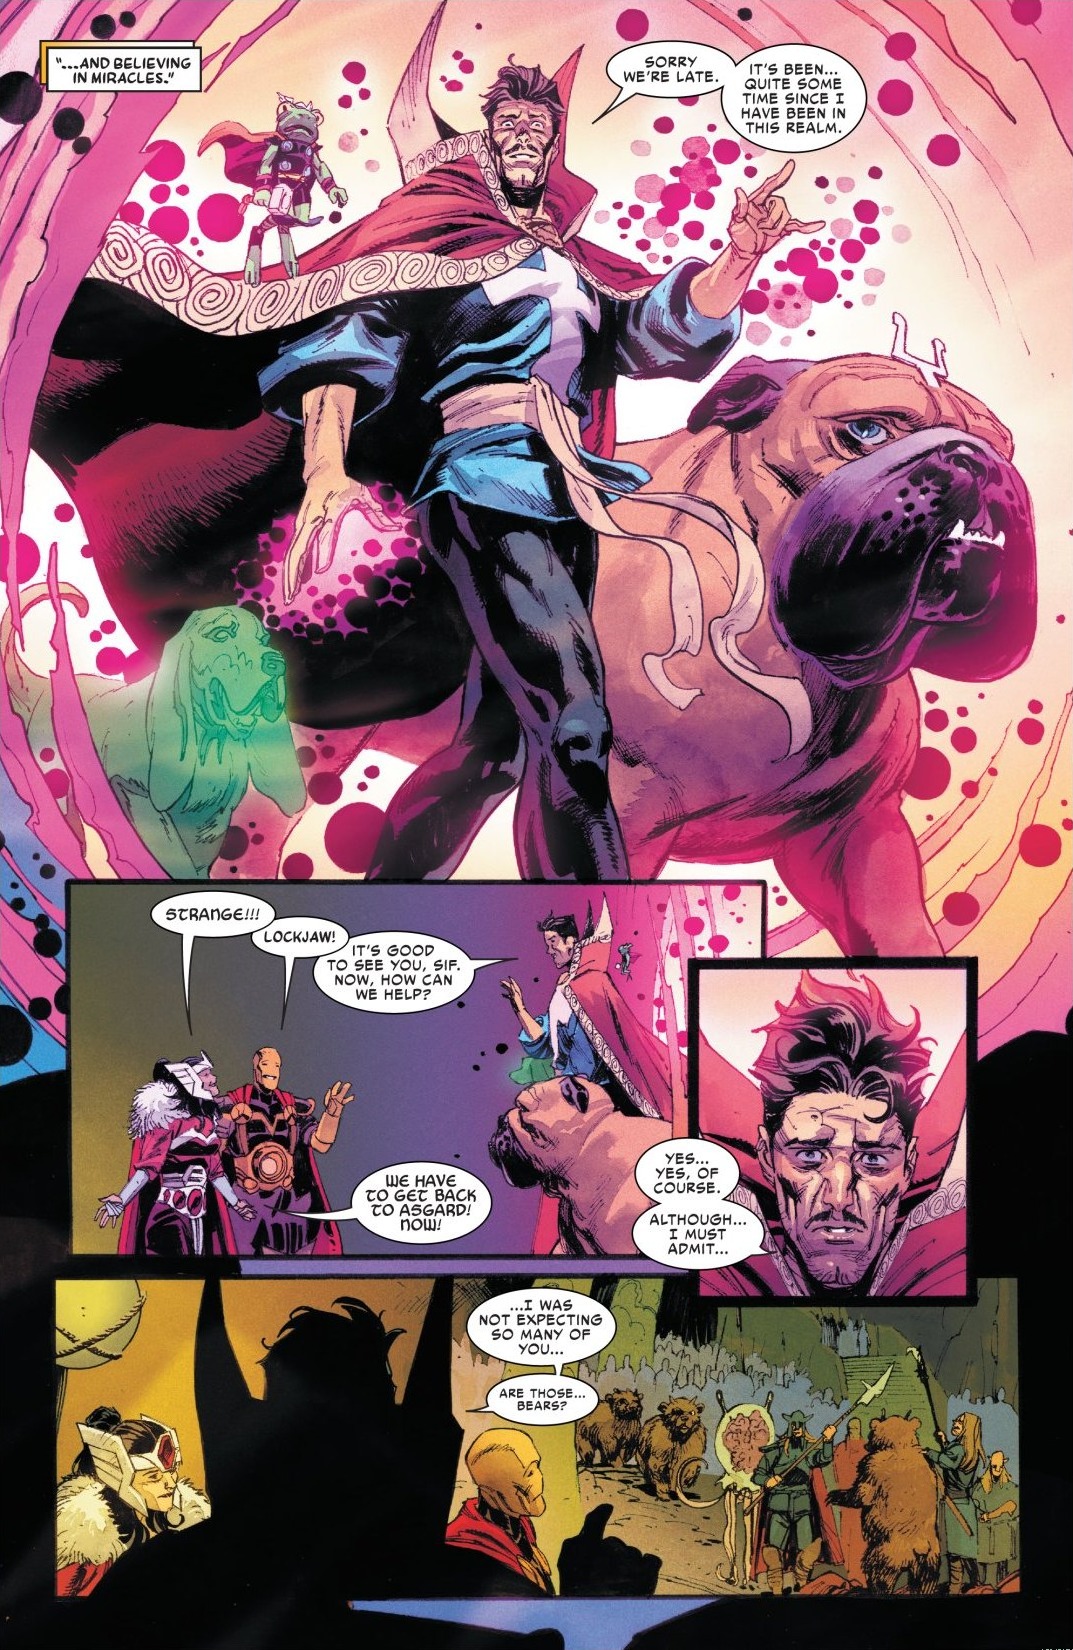 "...AND BELIEVING
IN MIRACLES."
SORRY
WE'RE LATE.
IT'S BEEN...
QUITE SOME
TIME SINCE I
HAVE BEEN IN
THIS REALM.
STRANGE!!!
LOCKJAW!
IT'S GOOD
TO SEE YOU, SIF.
NOW, HOW CAN
WE HELP?
WE HAVE
TO GET BACK
TO ASGARD!
NOW!
YES...
YES, OF
COURSE.
ALTHOUGH...
I MUST
ADMIT...
...I WAS
NOT EXPECTING
SO MANY OF
YOU...
ARE THOSE...
BEARS?